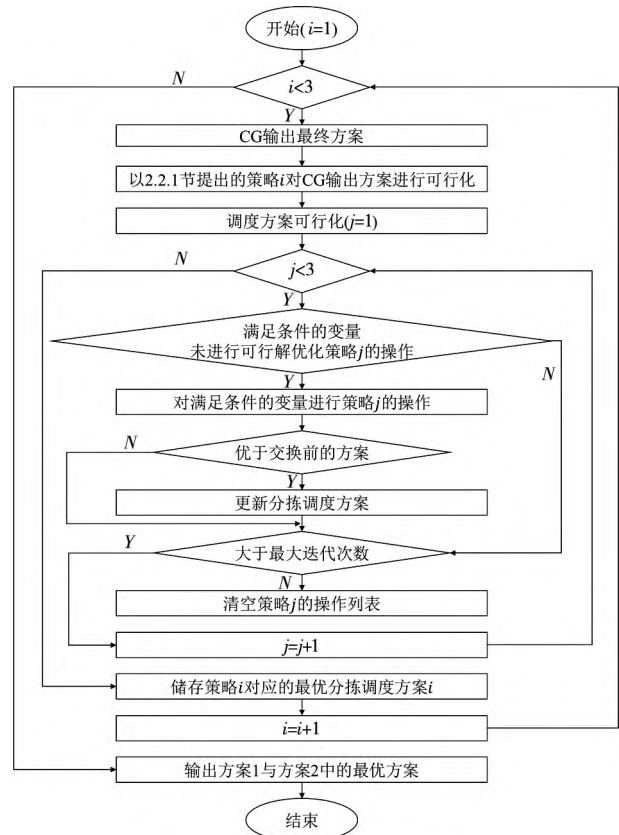 开始(i=1)
N
i<3
Y
CG输出最终方案
以2.2.1节提出的策略i对CG输出方案进行可行化
调度方案可行化(j=1)
N
j<3
Y
满足条件的变量
未进行可行解优化策略j的操作
N
Y
对满足条件的变量进行策略j的操作
N
优于交换前的方案
Y
更新分拣调度方案
Y
大于最大迭代次数
N
清空策略j的操作列表
j=j+1
储存策略i对应的最优分拣调度方案i
i=i+1
输出方案1与方案2中的最优方案
结束